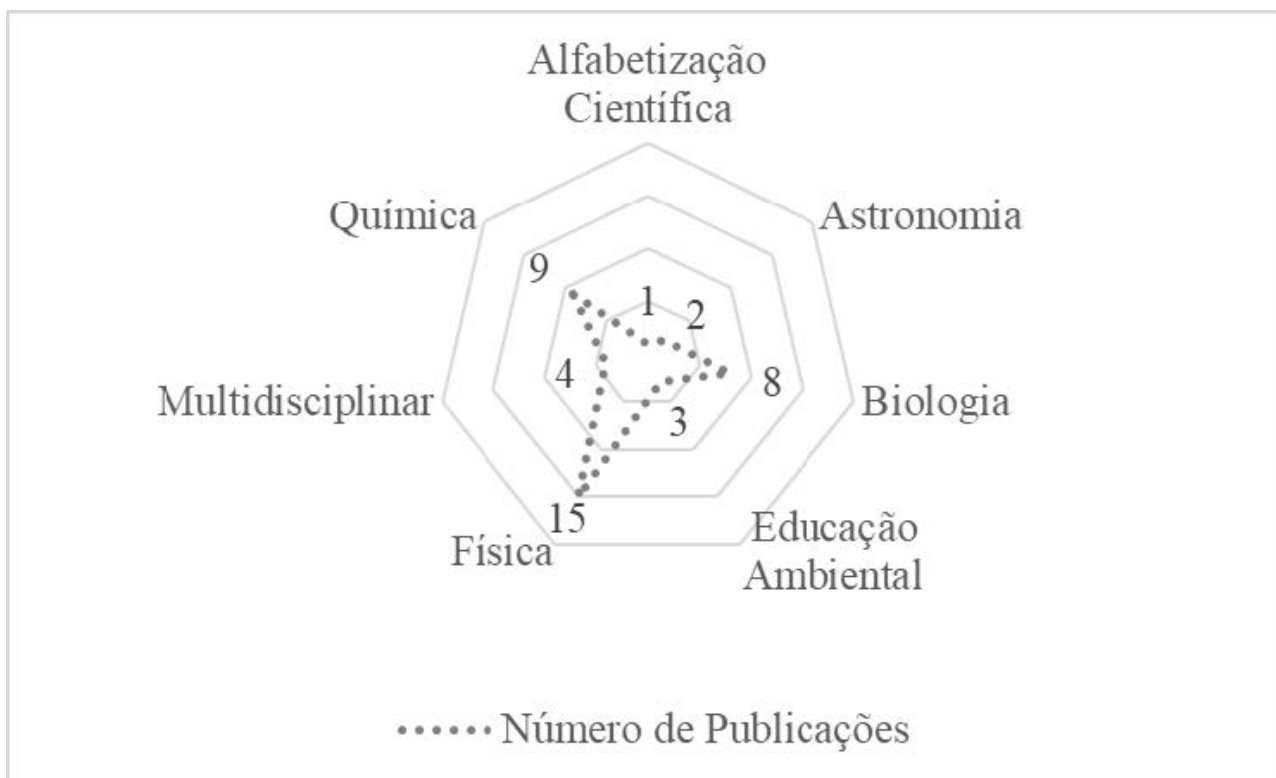 Alfabetização
Científica
Química
Astronomia
9
1
2
4
8
Multidisciplinar
Biologia
3
15
Física
Educação
Ambiental
Número de Publicações